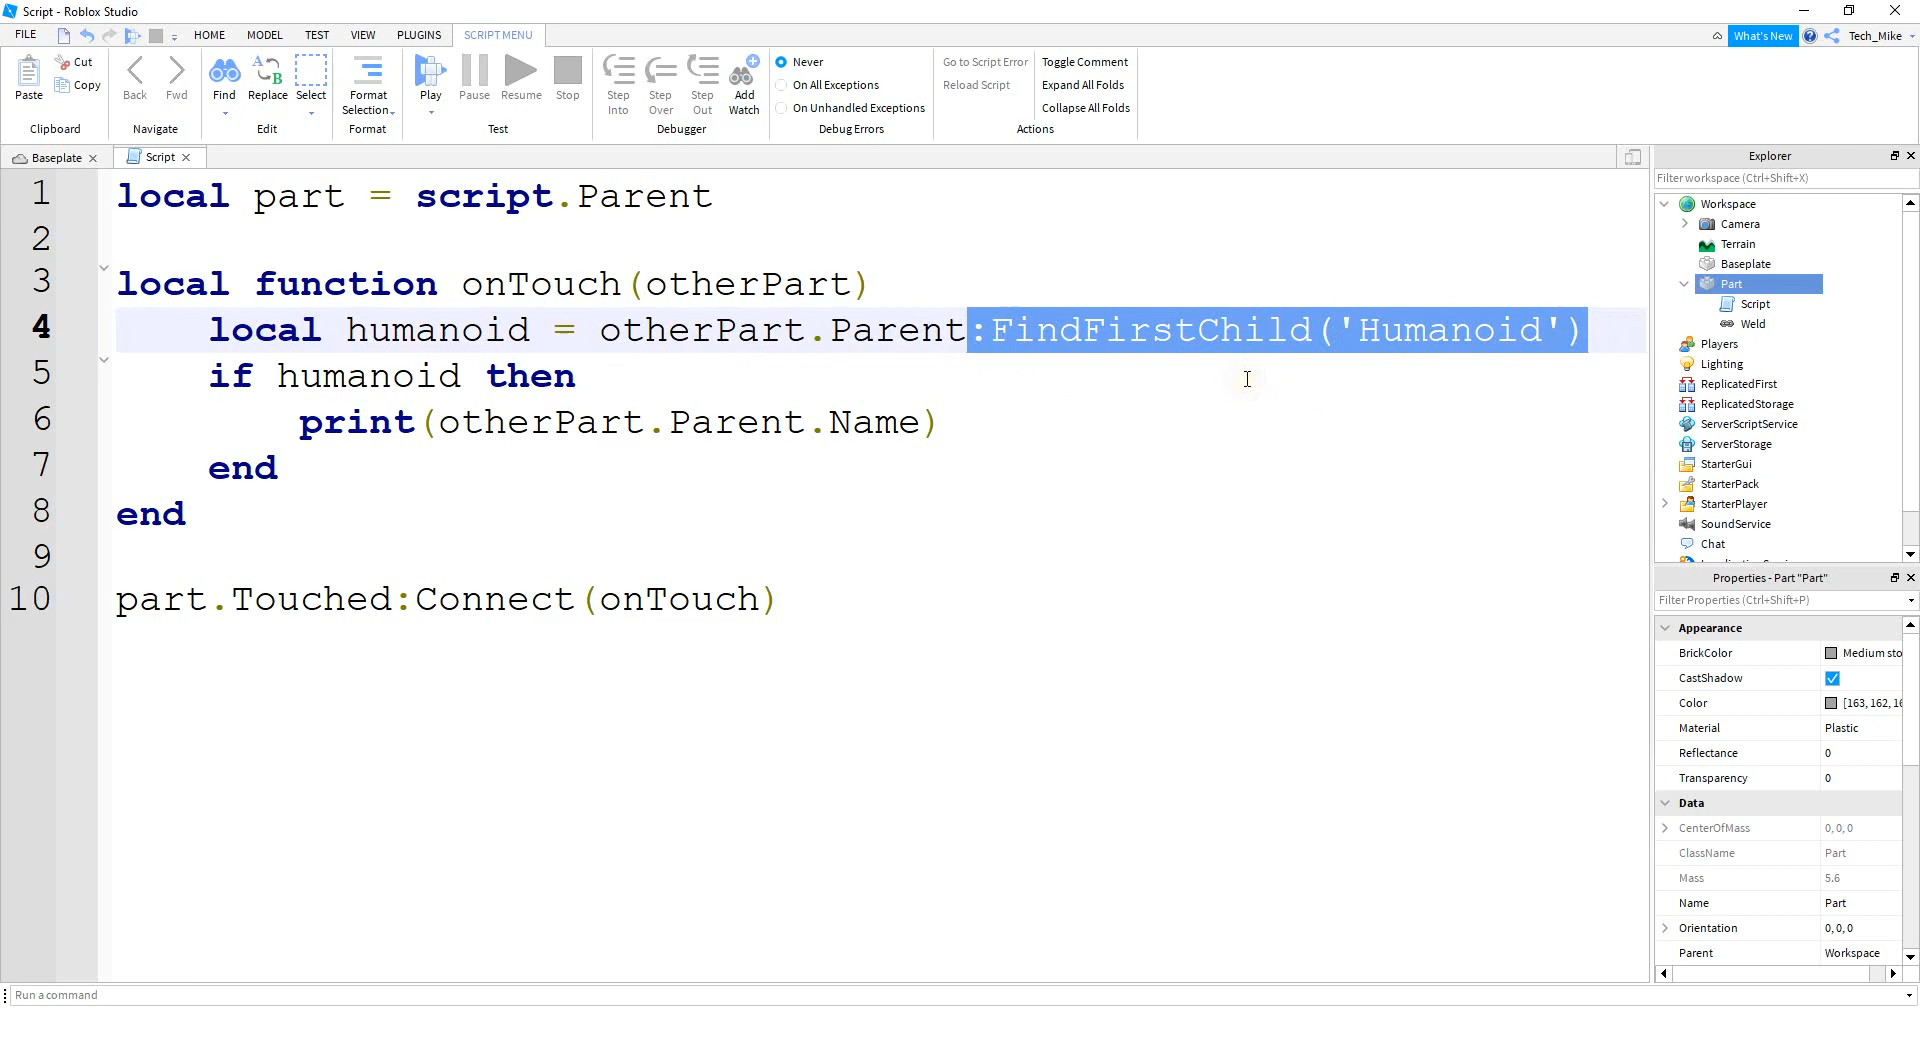 Script - Roblox Studio
FILE HOME MODEL TEST VIEW PLUGINS SCRIPT MENU What's New Tech_Mike
Paste Cut Copy Back Fwd Find Replace Select Format Selection Play Pause Resume Stop Step Into Step Over Step Out Add Watch
Never
On All Exceptions
On Unhandled Exceptions
Go to Script Error
Reload Script
Toggle Comment
Expand All Folds
Collapse All Folds
Clipboard Navigate Edit Format Test Debugger Debug Errors Actions
Baseplate Script
1 local part = script.Parent
2
3 local function onTouch(otherPart)
4 local humanoid = otherPart.Parent:FindFirstChild('Humanoid')
5 if humanoid then
6 print(otherPart.Parent.Name)
7 end
8 end
9
10 part.Touched:Connect(onTouch)
Explorer
Filter workspace (Ctrl+Shift+X)
Workspace
Camera
Terrain
Baseplate
Part
Script
Weld
Players
Lighting
ReplicatedFirst
ReplicatedStorage
ServerScriptService
ServerStorage
StarterGui
StarterPack
StarterPlayer
SoundService
Chat
Properties - Part "Part"
Filter Properties (Ctrl+Shift+P)
Appearance
BrickColor Medium sto
CastShadow
Color [163, 162, 16
Material Plastic
Reflectance 0
Transparency 0
Data
CenterOfMass 0, 0, 0
ClassName Part
Mass 5.6
Name Part
Orientation 0, 0, 0
Parent Workspace
Run a command